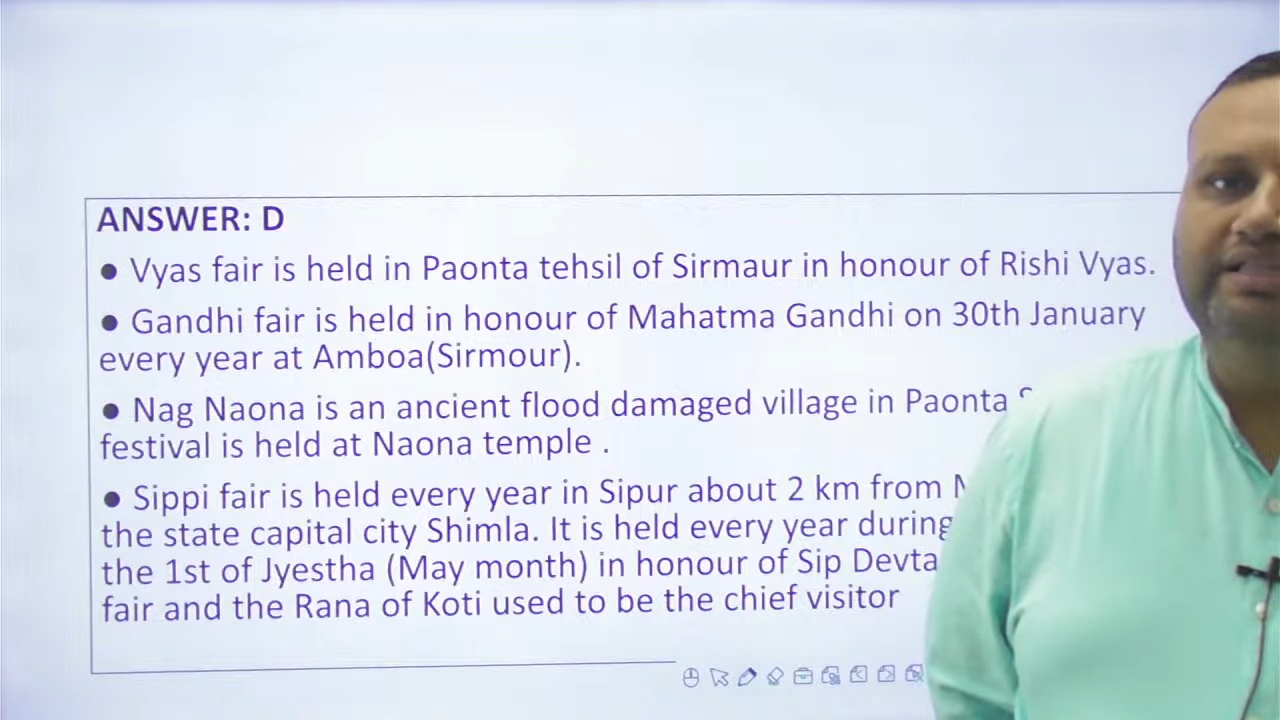 ANSWER: D
● Vyas fair is held in Paonta tehsil of Sirmaur in honour of Rishi Vyas.
● Gandhi fair is held in honour of Mahatma Gandhi on 30th January
every year at Amboa(Sirmour).
● Nag Naona is an ancient flood damaged village in Paonta
festival is held at Naona temple .
● Sippi fair is held every year in Sipur about 2 km from
the state capital city Shimla. It is held every year during
the 1st of Jyestha (May month) in honour of Sip Devta
fair and the Rana of Koti used to be the chief visitor